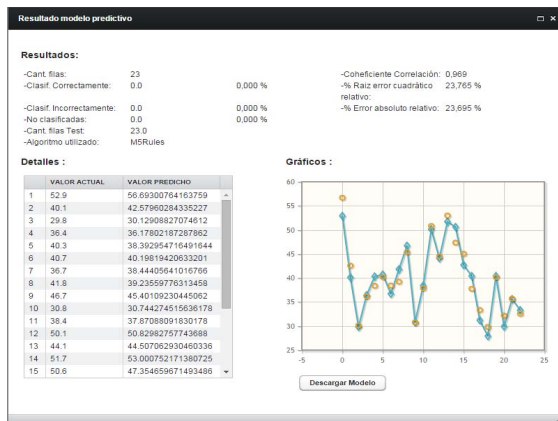 Resultado modelo predictivo
Resultados:
-Cant. filas: 23
-Clasif. Correctamente: 0.0 0,000 %
-Clasif. Incorrectamente: 0.0 0,000 %
-No clasificadas: 0.0 0,000 %
-Cant. filas Test: 23.0
-Algoritmo utilizado: M5Rules
-Coheficiente Correlación: 0,969
-% Raiz error cuadrático relativo: 23,765 %
-% Error absoluto relativo: 23,695 %
Detalles :
VALOR ACTUAL VALOR PREDICHO
1 52.9 56.69300764163759
2 40.1 42.57960284335227
3 29.8 30.12908827074612
4 36.4 36.17802187287862
5 40.3 38.392954716491644
6 40.7 40.19819420633201
7 36.7 38.44405641016766
8 41.8 39.23559776313458
9 46.7 45.40109230445062
10 30.8 30.744274515636178
11 38.4 37.87088091830178
12 50.1 50.82982757743688
13 44.1 44.507062930460336
14 51.7 53.000752171380725
15 50.6 47.354659671493486
Gráficos :
60
55
50
45
40
35
30
25
-5 0 5 10 15 20 25
Descargar Modelo